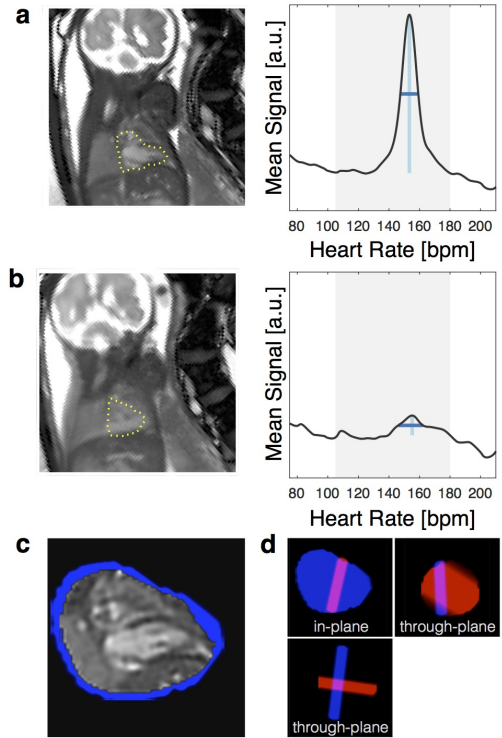 a
Mean Signal [a.u.]
80 100 120 140 160 180 200
Heart Rate [bpm]
b
Mean Signal [a.u.]
80 100 120 140 160 180 200
Heart Rate [bpm]
c
d
in-plane
through-plane
through-plane